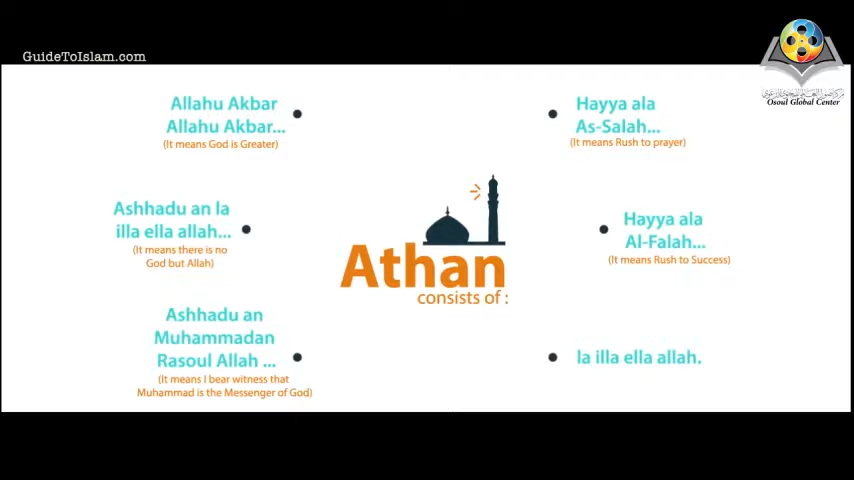 GuideToIslam.com
Osoul Global Center
Allahu Akbar
Allahu Akbar...
(It means God is Greater)
Ashhadu an la
illa ella allah...
(It means there is no
God but Allah)
Ashhadu an
Muhammadan
Rasoul Allah ...
(It means I bear witness that
Muhammad is the Messenger of God)
Athan
consists of :
Hayya ala
As-Salah...
(It means Rush to prayer)
Hayya ala
Al-Falah...
(It means Rush to Success)
la illa ella allah.